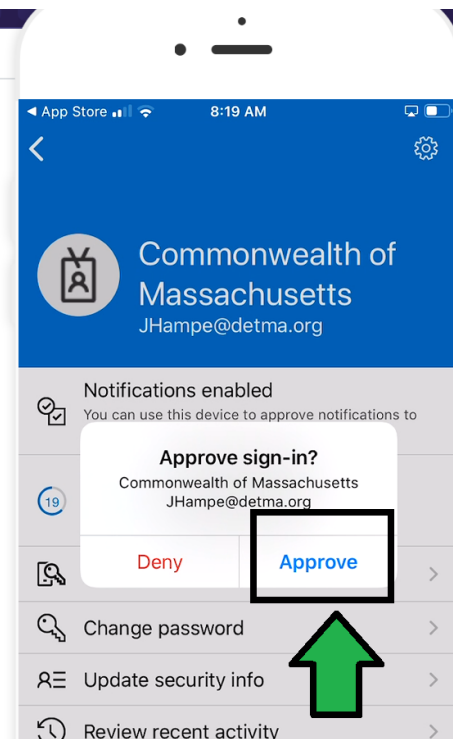 App Store 8:19 AM
Commonwealth of
Massachusetts
JHampe@detma.org
Notifications enabled
You can use this device to approve notifications to
Approve sign-in?
Commonwealth of Massachusetts
JHampe@detma.org
19
Deny Approve
Change password
Update security info
Review recent activity